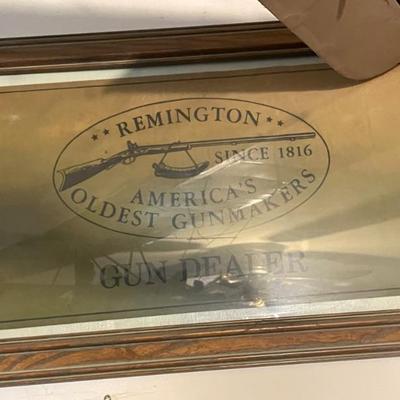 REMINGTON
SINCE 1816
AMERICA'S
OLDEST GUNMAKERS
GUN DEALER